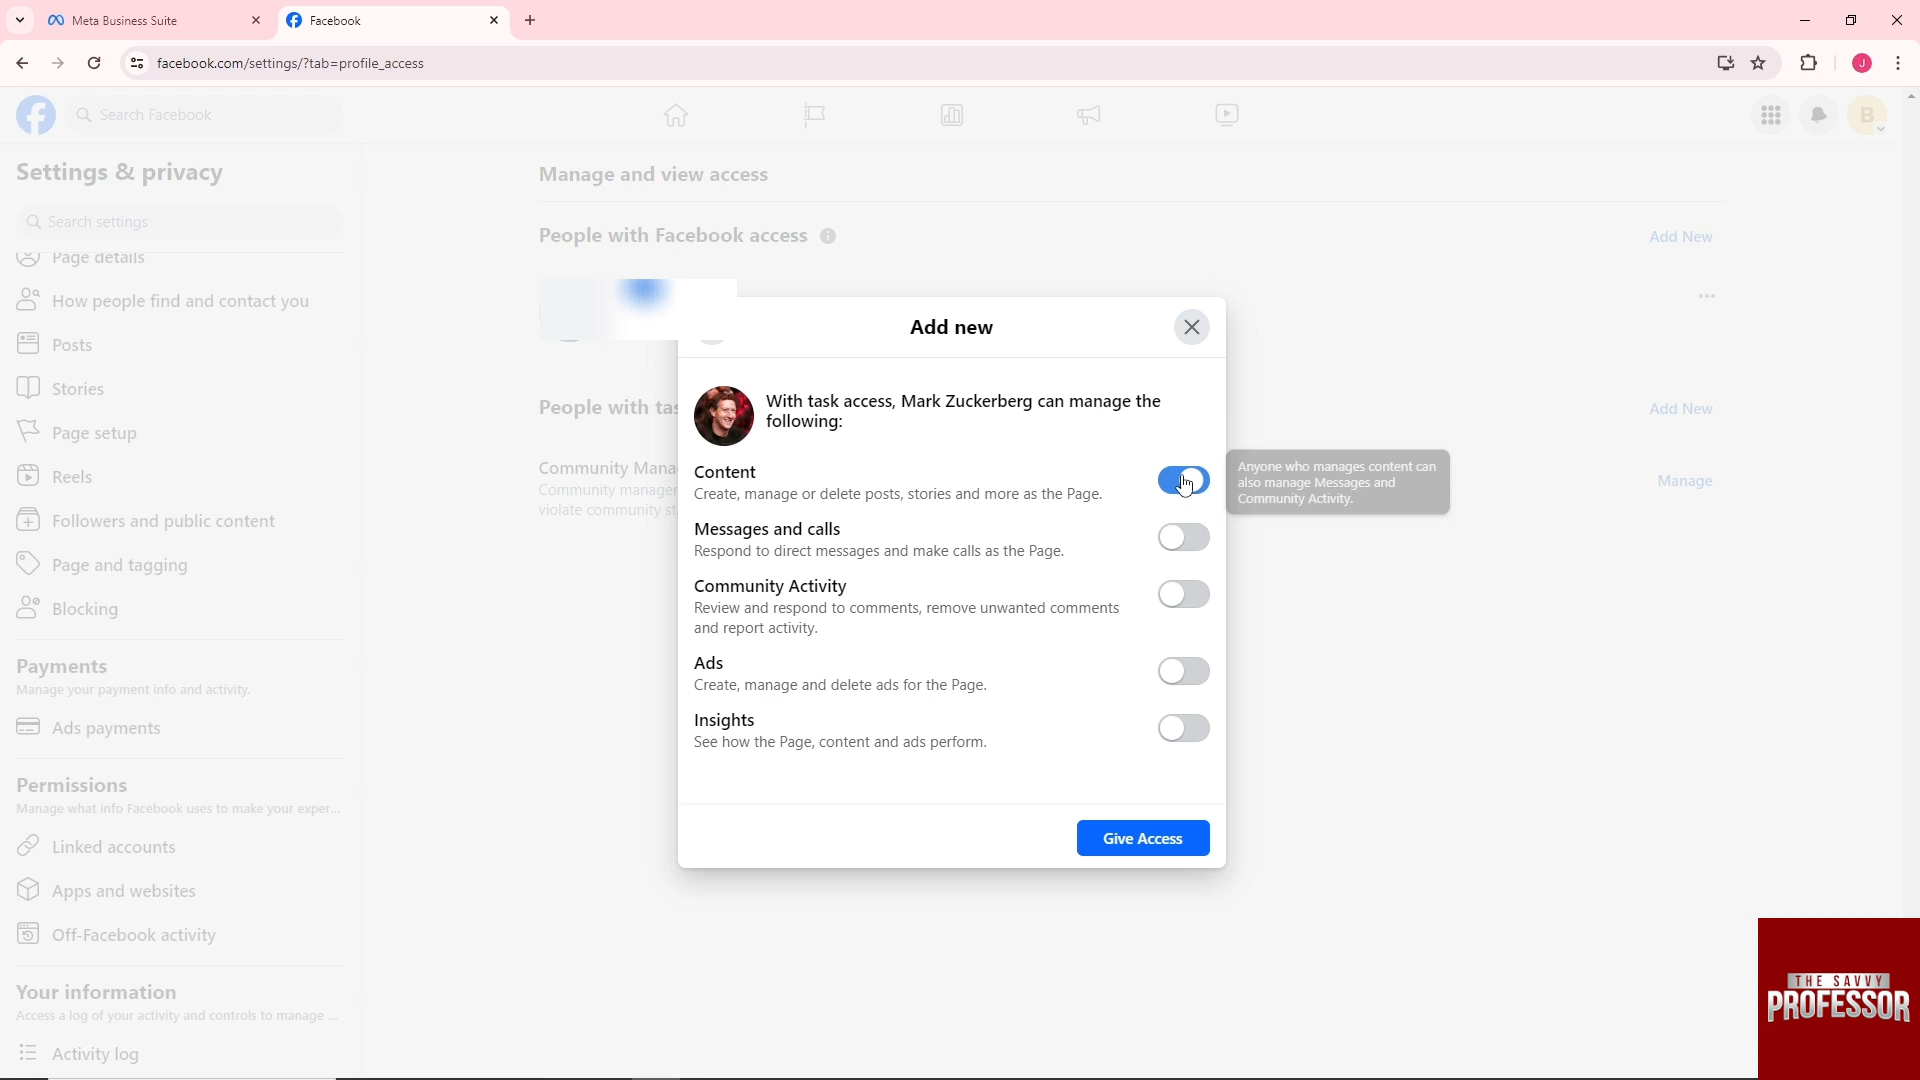 Meta Business Suite
Facebook
facebook.com/settings/?tab=profile_access
J
Search Facebook
B
Settings & privacy
Search settings
Page details
How people find and contact you
Posts
Stories
Page setup
Reels
Followers and public content
Page and tagging
Blocking
Payments
Manage your payment info and activity.
Ads payments
Permissions
Manage what info Facebook uses to make your exper...
Linked accounts
Apps and websites
Off-Facebook activity
Your information
Access a log of your activity and controls to manage ...
Activity log
Manage and view access
People with Facebook access
Add New
People with tas
Add New
Community Mana
Community manager
violate community st
Manage
Add new
With task access, Mark Zuckerberg can manage the
following:
Content
Create, manage or delete posts, stories and more as the Page.
Anyone who manages content can
also manage Messages and
Community Activity.
Messages and calls
Respond to direct messages and make calls as the Page.
Community Activity
Review and respond to comments, remove unwanted comments
and report activity.
Ads
Create, manage and delete ads for the Page.
Insights
See how the Page, content and ads perform.
Give Access
THE SAVVY
PROFESSOR